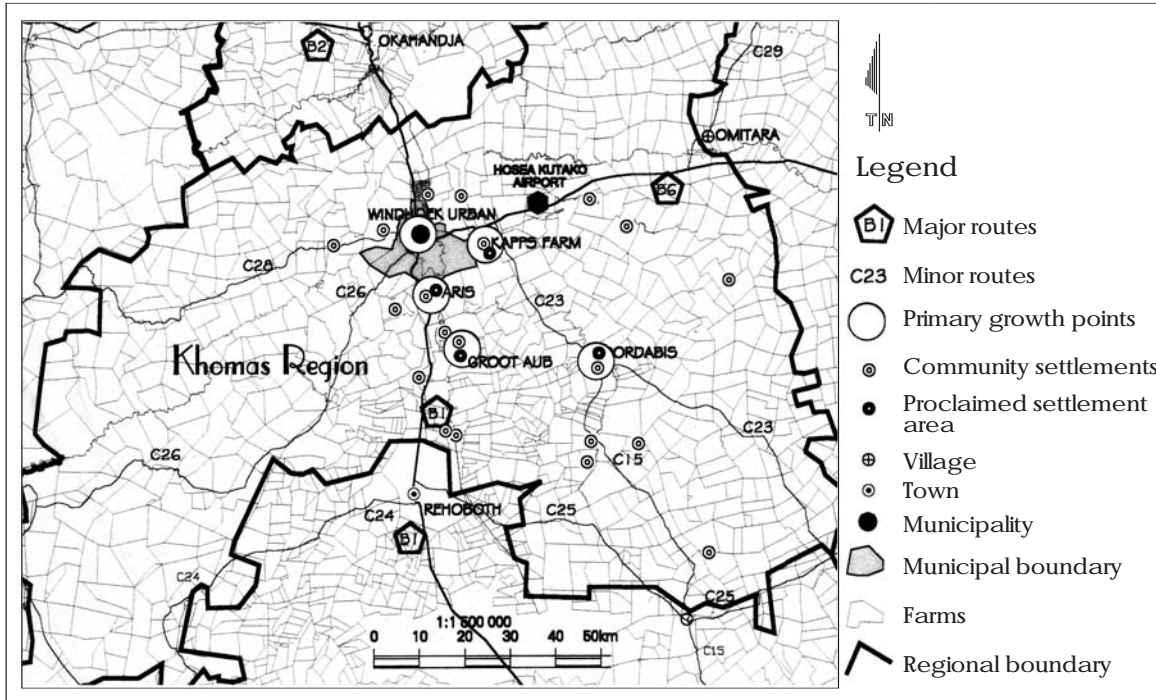 B2
OKAHANDJA
C29
OMITARA
HOSEA KUTAKO
AIRPORT
B6
WINDHOEK URBAN
KAPPS FARM
C28
C26
ARIS
C23
Khomas Region
GROOT AUB
ORDABIS
B1
C23
C26
C15
REHOBOTH
C24
C25
B1
C24
C25
1:1 500 000
0 10 20 30 40 50km
C15
TN
Legend
B1 Major routes
C23 Minor routes
Primary growth points
Community settlements
Proclaimed settlement
area
Village
Town
Municipality
Municipal boundary
Farms
Regional boundary